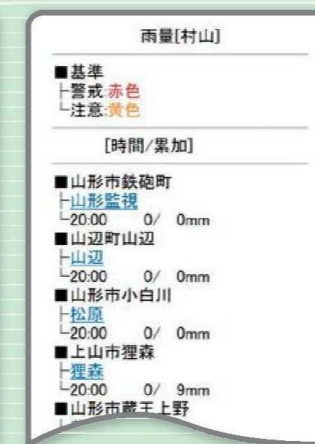 雨量[村山]
■基準
├警戒:赤色
└注意:黄色
[時間/累加]
■山形市鉄砲町
├山形監視
└20:00 0/ 0mm
■山辺町山辺
├山辺
└20:00 0/ 0mm
■山形市小白川
├松原
└20:00 0/ 0mm
■上山市狸森
├狸森
└20:00 0/ 9mm
■山形市蔵王上野